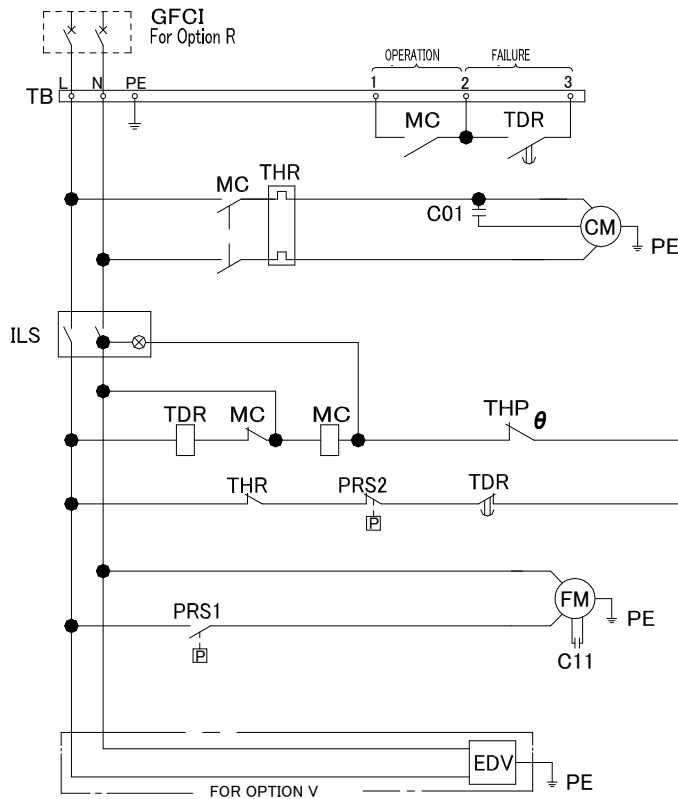 GFCI
For Option R
OPERATION FAILURE
L N PE 1 2 3
TB
MC TDR
MC THR
C01
CM
PE
ILS
TDR MC MC THP θ
THR PRS2 TDR
P
FM
PRS1 PE
P
C11
EDV
PE
FOR OPTION V